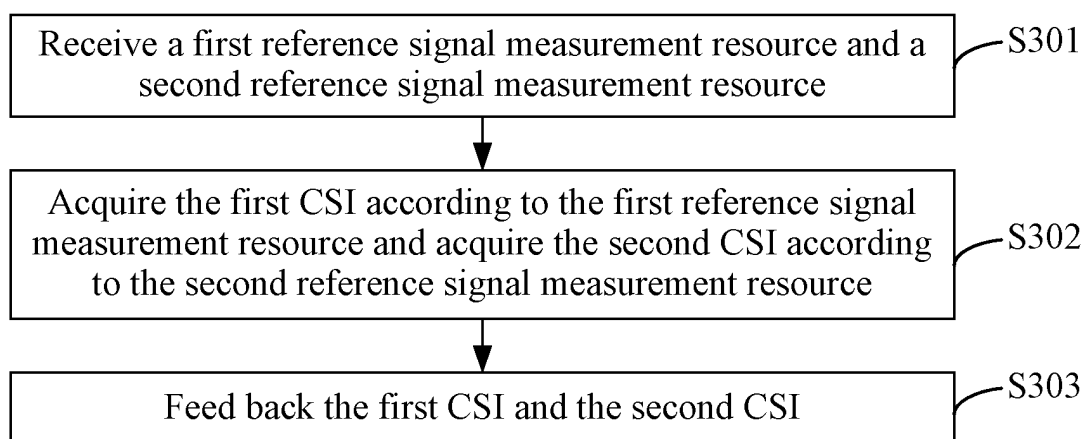 Receive a first reference signal measurement resource and a
second reference signal measurement resource
S301
Acquire the first CSI according to the first reference signal
measurement resource and acquire the second CSI according
to the second reference signal measurement resource
S302
Feed back the first CSI and the second CSI
S303